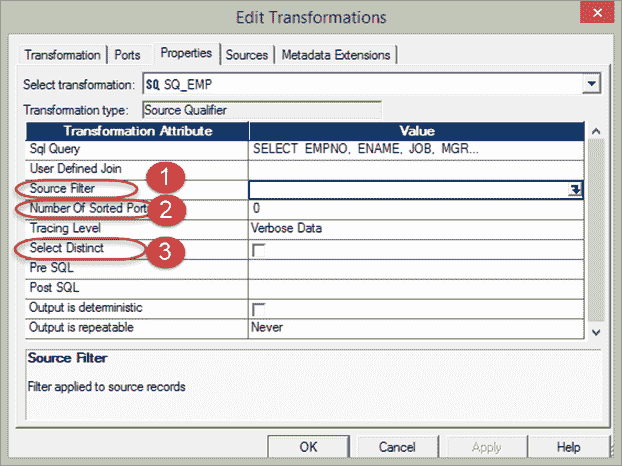 Edit Transformations
x
Transformation Ports Properties Sources Metadata Extensions
Select transformation: SQ SQ_EMP
Transformation type: Source Qualifier
Transformation Attribute Value
Sql Query SELECT EMPNO, ENAME, JOB, MGR...
User Defined Join
Source Filter 1
Number Of Sorted Port 2 0
Tracing Level Verbose Data
Select Distinct 3
Pre SQL
Post SQL
Output is deterministic
Output is repeatable Never
Source Filter
Filter applied to source records
OK Cancel Apply Help